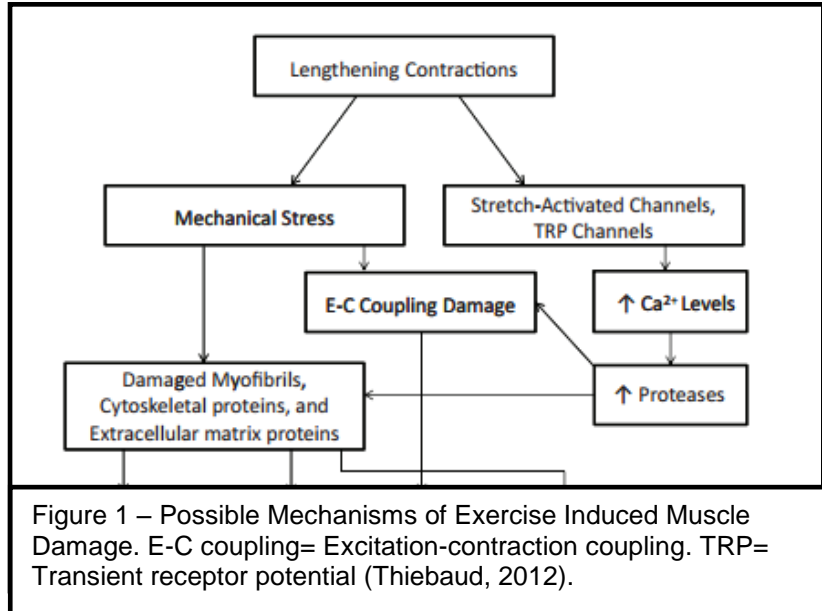 Lengthening Contractions
Mechanical Stress
Stretch-Activated Channels,
TRP Channels
E-C Coupling Damage
↑ Ca²⁺ Levels
Damaged Myofibrils,
Cytoskeletal proteins, and
Extracellular matrix proteins
↑ Proteases
Figure 1 – Possible Mechanisms of Exercise Induced Muscle
Damage. E-C coupling= Excitation-contraction coupling. TRP=
Transient receptor potential (Thiebaud, 2012).